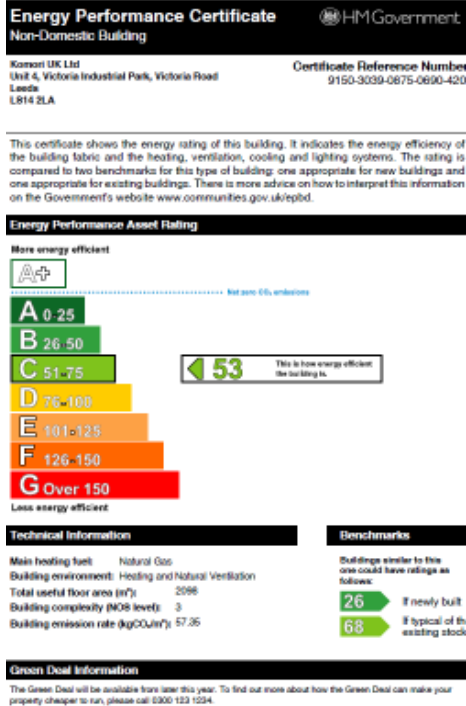 Energy Performance Certificate
HM Government
Non-Domestic Building
Komori UK Ltd
Unit 4, Victoria Industrial Park, Victoria Road
Leeds
LS14 2LA
Certificate Reference Number
9150-3039-0875-0690-420
This certificate shows the energy rating of this building. It indicates the energy efficiency of
the building fabric and the heating, ventilation, cooling and lighting systems. The rating is
compared to two benchmarks for this type of building: one appropriate for new buildings and
one appropriate for existing buildings. There is more advice on how to interpret this information
on the Government's website www.communities.gov.uk/epbd.
Energy Performance Asset Rating
More energy efficient
A+
Net zero CO₂ emissions
A 0-25
B 26-50
C 51-75
53
This is how energy efficient
the building is.
D 76-100
E 101-125
F 126-150
G Over 150
Less energy efficient
Technical Information
Main heating fuel: Natural Gas
Building environment: Heating and Natural Ventilation
Total useful floor area (m²): 2098
Building complexity (NOS level): 3
Building emission rate (kgCO₂/m²): 57.35
Benchmarks
Buildings similar to this
one could have ratings as
follows:
26 If newly built
68 If typical of th
existing stock
Green Deal Information
The Green Deal will be available from later this year. To find out more about how the Green Deal can make your
property cheaper to run, please call 0300 123 1234.